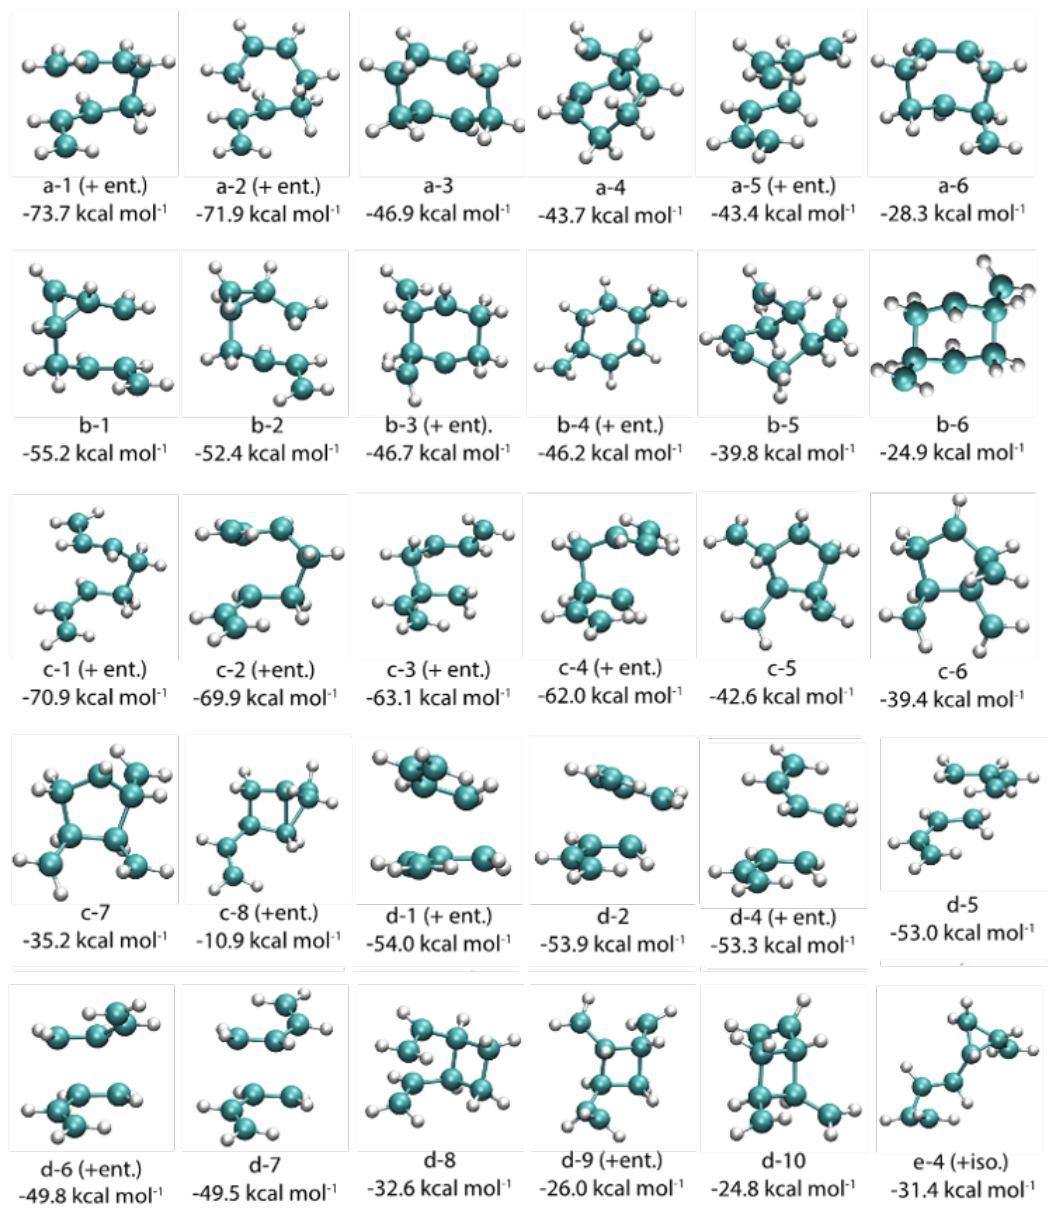 a-1 (+ ent.) a-2 (+ ent.) a-3 a-4 a-5 (+ ent.) a-6
-73.7 kcal mol-1 -71.9 kcal mol-1 -46.9 kcal mol-1 -43.7 kcal mol-1 -43.4 kcal mol-1 -28.3 kcal mol-1
b-1 b-2 b-3 (+ ent). b-4 (+ ent.) b-5 b-6
-55.2 kcal mol-1 -52.4 kcal mol-1 -46.7 kcal mol-1 -46.2 kcal mol-1 -39.8 kcal mol-1 -24.9 kcal mol-1
c-1 (+ ent.) c-2 (+ent.) c-3 (+ ent.) c-4 (+ ent.) c-5 c-6
-70.9 kcal mol-1 -69.9 kcal mol-1 -63.1 kcal mol-1 -62.0 kcal mol-1 -42.6 kcal mol-1 -39.4 kcal mol-1
c-7 c-8 (+ent.) d-1 (+ ent.) d-2 d-4 (+ ent.) d-5
-35.2 kcal mol-1 -10.9 kcal mol-1 -54.0 kcal mol-1 -53.9 kcal mol-1 -53.3 kcal mol-1 -53.0 kcal mol-1
d-6 (+ent.) d-7 d-8 d-9 (+ent.) d-10 e-4 (+iso.)
-49.8 kcal mol-1 -49.5 kcal mol-1 -32.6 kcal mol-1 -26.0 kcal mol-1 -24.8 kcal mol-1 -31.4 kcal mol-1